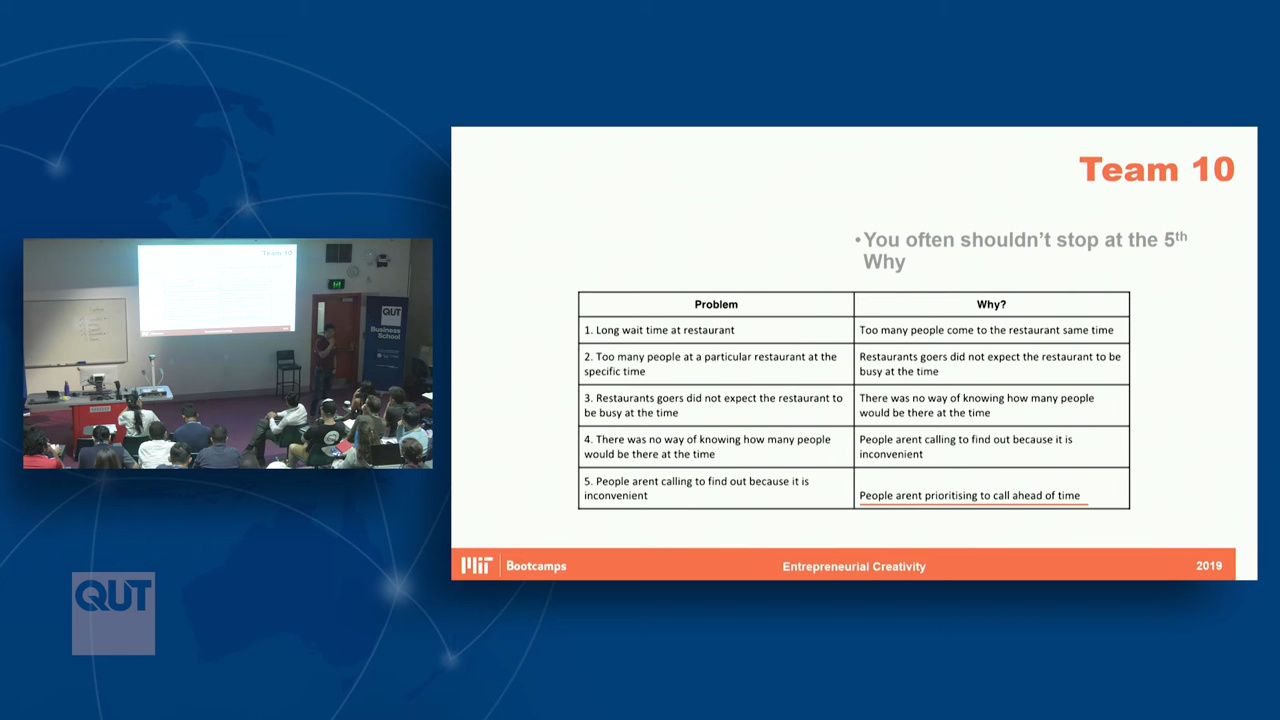 Team 10
•You often shouldn't stop at the 5th
Why
Problem
Why?
1. Long wait time at restaurant
Too many people come to the restaurant same time
2. Too many people at a particular restaurant at the
specific time
Restaurants goers did not expect the restaurant to be
busy at the time
3. Restaurants goers did not expect the restaurant to
be busy at the time
There was no way of knowing how many people
would be there at the time
4. There was no way of knowing how many people
would be there at the time
People arent calling to find out because it is
inconvenient
5. People arent calling to find out because it is
inconvenient
People arent prioritising to call ahead of time
MIT Bootcamps
Entrepreneurial Creativity
2019
Team 10
QUT
Business
School
QUT